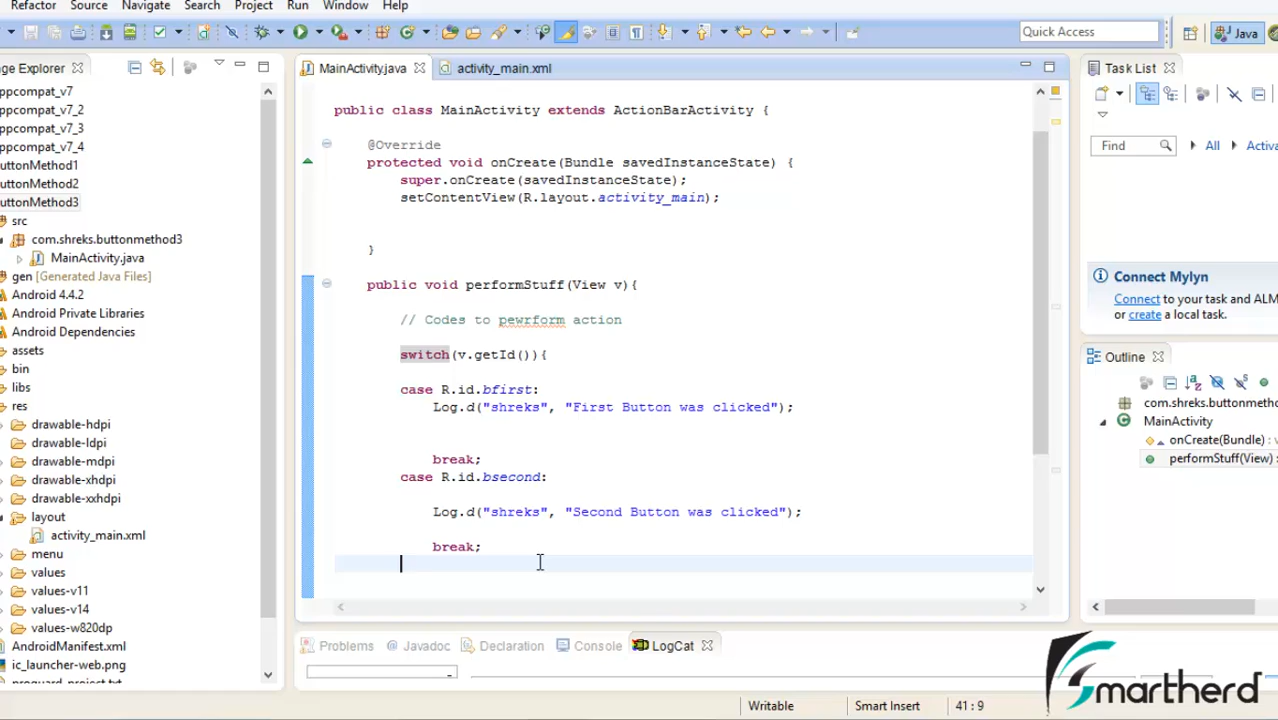 Refactor Source Navigate Search Project Run Window Help
Quick Access
Java
age Explorer
MainActivity.java
activity_main.xml
Task List
ppcompat_v7
ppcompat_v7_2
ppcompat_v7_3
ppcompat_v7_4
uttonMethod1
uttonMethod2
uttonMethod3
src
com.shreks.buttonmethod3
MainActivity.java
gen [Generated Java Files]
Android 4.4.2
Android Private Libraries
Android Dependencies
assets
bin
libs
res
drawable-hdpi
drawable-ldpi
drawable-mdpi
drawable-xhdpi
drawable-xxhdpi
layout
activity_main.xml
menu
values
values-v11
values-v14
values-w820dp
AndroidManifest.xml
ic_launcher-web.png
proguard-project.txt
public class MainActivity extends ActionBarActivity {
@Override
protected void onCreate(Bundle savedInstanceState) {
super.onCreate(savedInstanceState);
setContentView(R.layout.activity_main);
}
public void performStuff(View v){
// Codes to pewrform action
switch(v.getId()){
case R.id.bfirst:
Log.d("shreks", "First Button was clicked");
break;
case R.id.bsecond:
Log.d("shreks", "Second Button was clicked");
break;
Find
All
Activa
Connect Mylyn
Connect to your task and ALM
or create a local task.
Outline
com.shreks.buttonmetho
MainActivity
onCreate(Bundle) :
performStuff(View) :
Problems
@ Javadoc
Declaration
Console
LogCat
Writable
Smart Insert
41 : 9
Smartherd